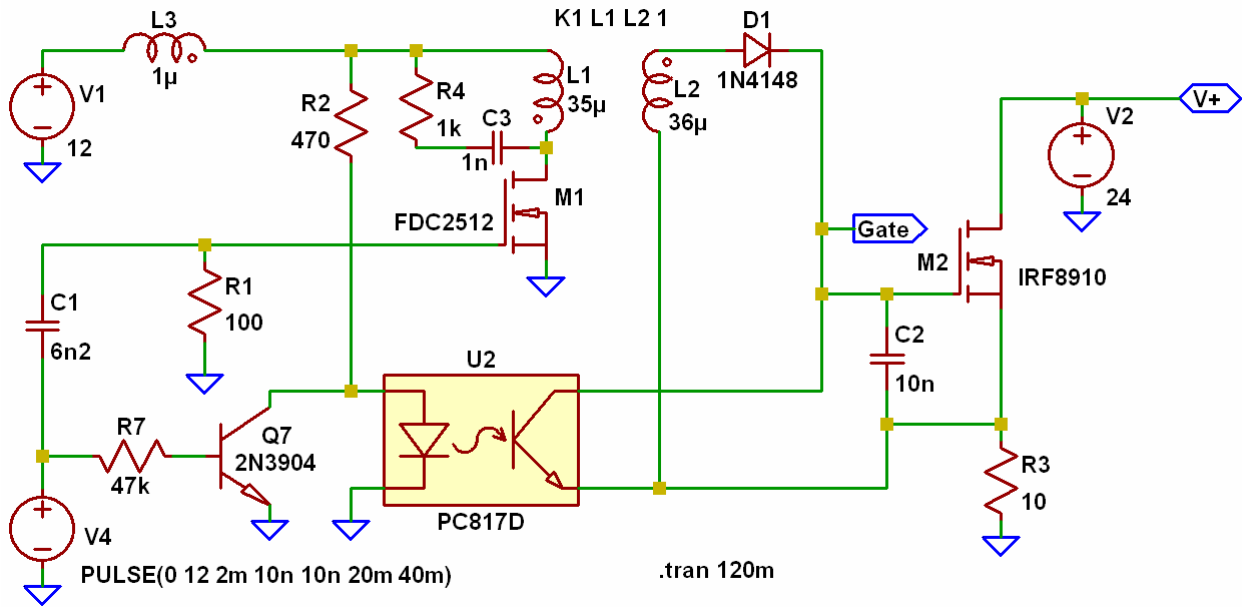 K1 L1 L2 1
L3
1µ
V1
12
R2
470
R4
1k
C3
1n
L1
35µ
L2
36µ
D1
1N4148
V+
V2
24
M1
FDC2512
Gate
M2
IRF8910
C1
6n2
R1
100
C2
10n
U2
PC817D
R7
47k
Q7
2N3904
R3
10
V4
PULSE(0 12 2m 10n 10n 20m 40m)
.tran 120m